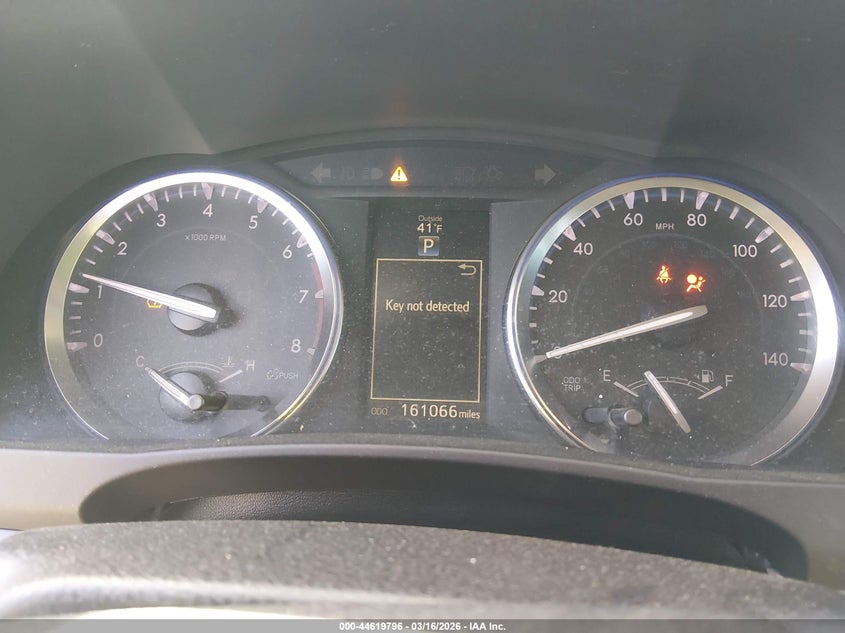 Outside
41°F
P
Key not detected
ODO 161066 miles
0
1
2
3
4
5
6
7
8
x1000 RPM
C
H
PUSH
0
20
40
60
80
100
120
140
MPH
ODO
TRIP
E
F
000-44619796 - 03/16/2026 - IAA Inc.